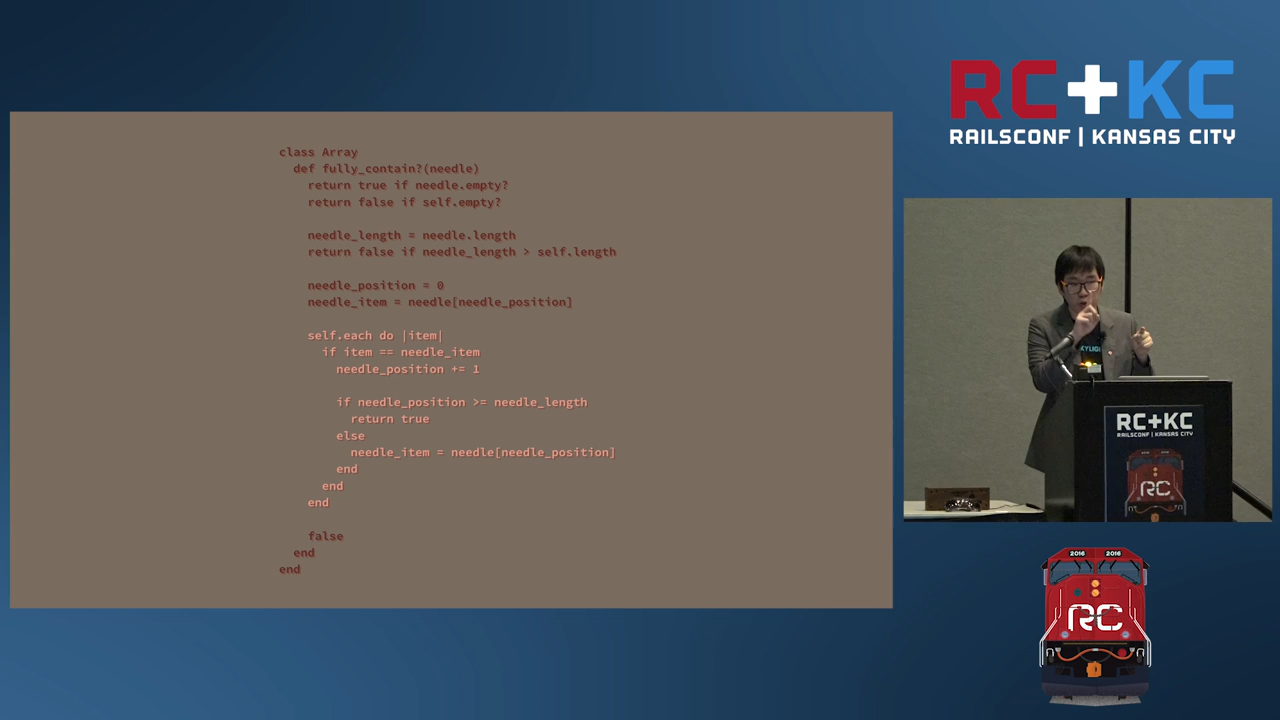 RC+KC
RAILSCONF | KANSAS CITY
class Array
  def fully_contain?(needle)
    return true if needle.empty?
    return false if self.empty?

    needle_length = needle.length
    return false if needle_length > self.length

    needle_position = 0
    needle_item = needle[needle_position]

    self.each do |item|
      if item == needle_item
        needle_position += 1

        if needle_position >= needle_length
          return true
        else
          needle_item = needle[needle_position]
        end
      end
    end

    false
  end
end
RC+KC
RAILSCONF | KANSAS CITY
RC
2016 2016
RC